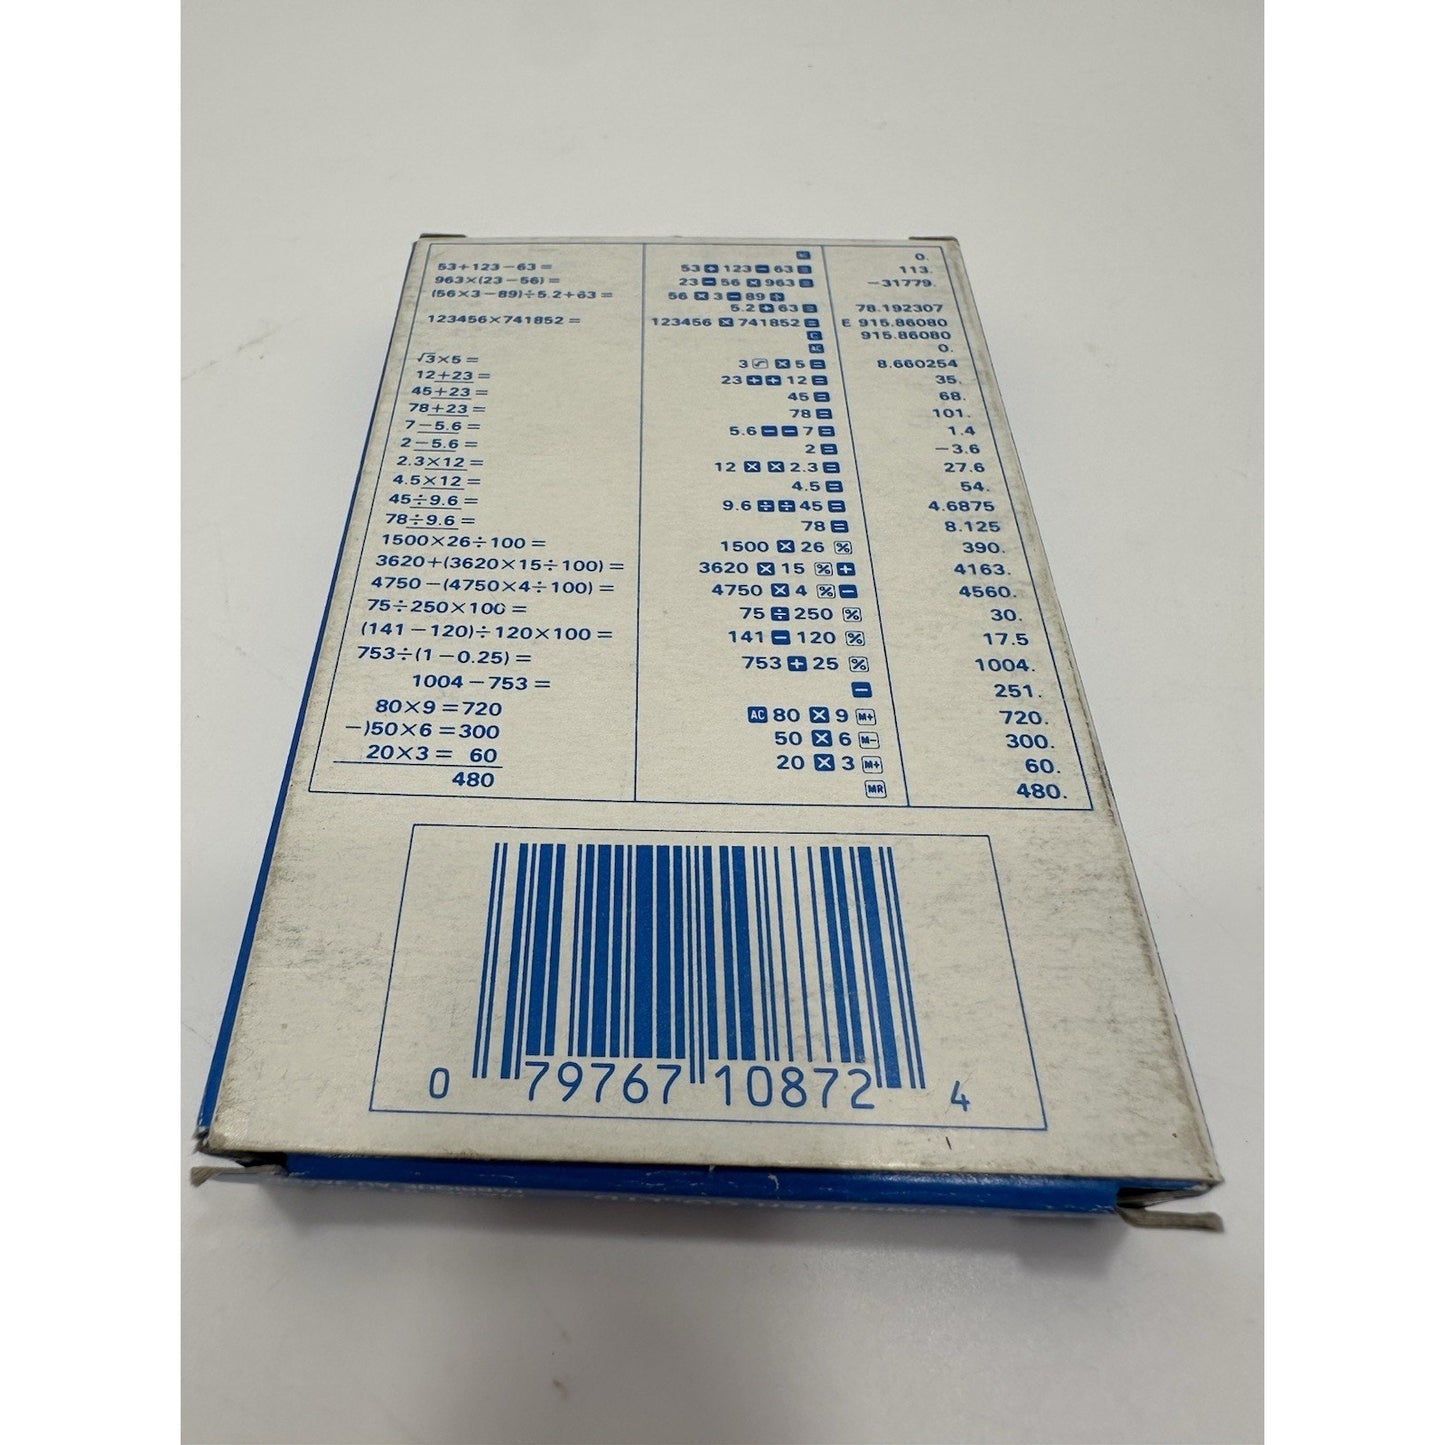 AC 0.
53+123−63= 53 + 123 − 63 = 113.
963×(23−56)= 23 − 56 × 963 = −31779.
(56×3−89)÷5.2+63= 56 × 3 − 89 ÷
5.2 + 63 = 78.192307
123456×741852= 123456 × 741852 = E 915.86080
C 915.86080
AC 0.
√3×5= 3 √ × 5 = 8.660254
12+23= 23 + + 12 = 35.
45+23= 45 = 68.
78+23= 78 = 101.
7−5.6= 5.6 − − 7 = 1.4
2−5.6= 2 = −3.6
2.3×12= 12 × × 2.3 = 27.6
4.5×12= 4.5 = 54.
45÷9.6= 9.6 ÷ ÷ 45 = 4.6875
78÷9.6= 78 = 8.125
1500×26÷100= 1500 × 26 % 390.
3620+(3620×15÷100)= 3620 × 15 % + 4163.
4750−(4750×4÷100)= 4750 × 4 % − 4560.
75÷250×100= 75 ÷ 250 % 30.
(141−120)÷120×100= 141 − 120 % 17.5
753÷(1−0.25)= 753 + 25 % 1004.
1004−753= − 251.
80×9=720 AC 80 × 9 M+ 720.
−)50×6=300 50 × 6 M− 300.
20×3= 60 20 × 3 M+ 60.
480 MR 480.
0 79767 10872 4